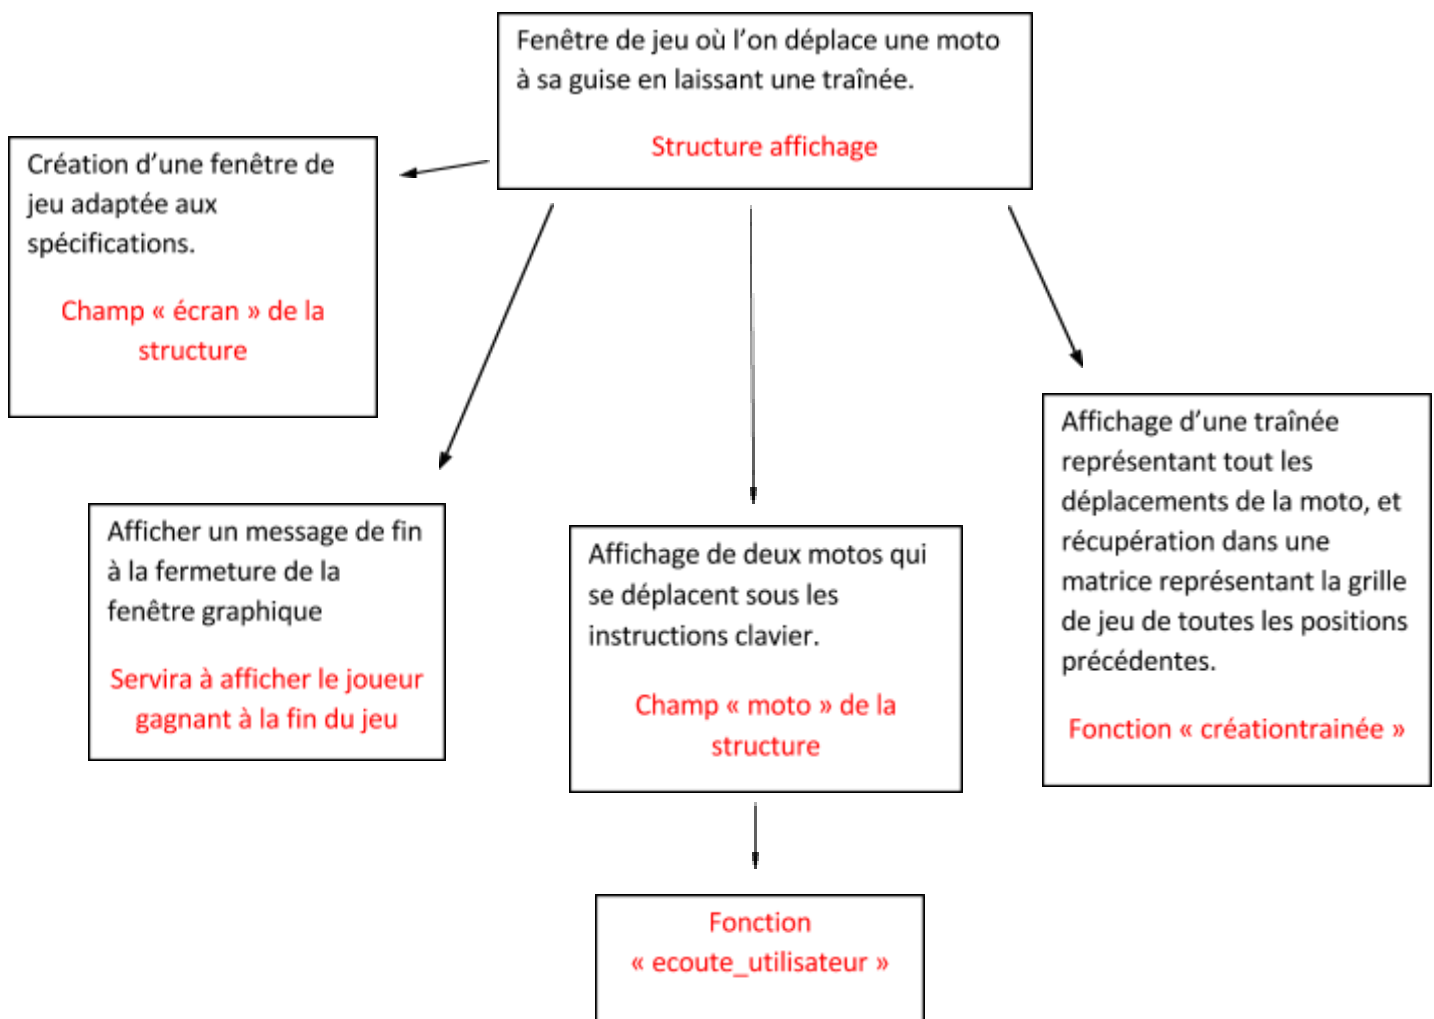 Fenêtre de jeu où l’on déplace une moto
à sa guise en laissant une traînée.
Structure affichage
Création d’une fenêtre de
jeu adaptée aux
spécifications.
Champ « écran » de la
structure
Afficher un message de fin
à la fermeture de la
fenêtre graphique
Servira à afficher le joueur
gagnant à la fin du jeu
Affichage de deux motos qui
se déplacent sous les
instructions clavier.
Champ « moto » de la
structure
Affichage d’une traînée
représentant tout les
déplacements de la moto, et
récupération dans une
matrice représentant la grille
de jeu de toutes les positions
précédentes.
Fonction « créationtrainée »
Fonction
« ecoute_utilisateur »